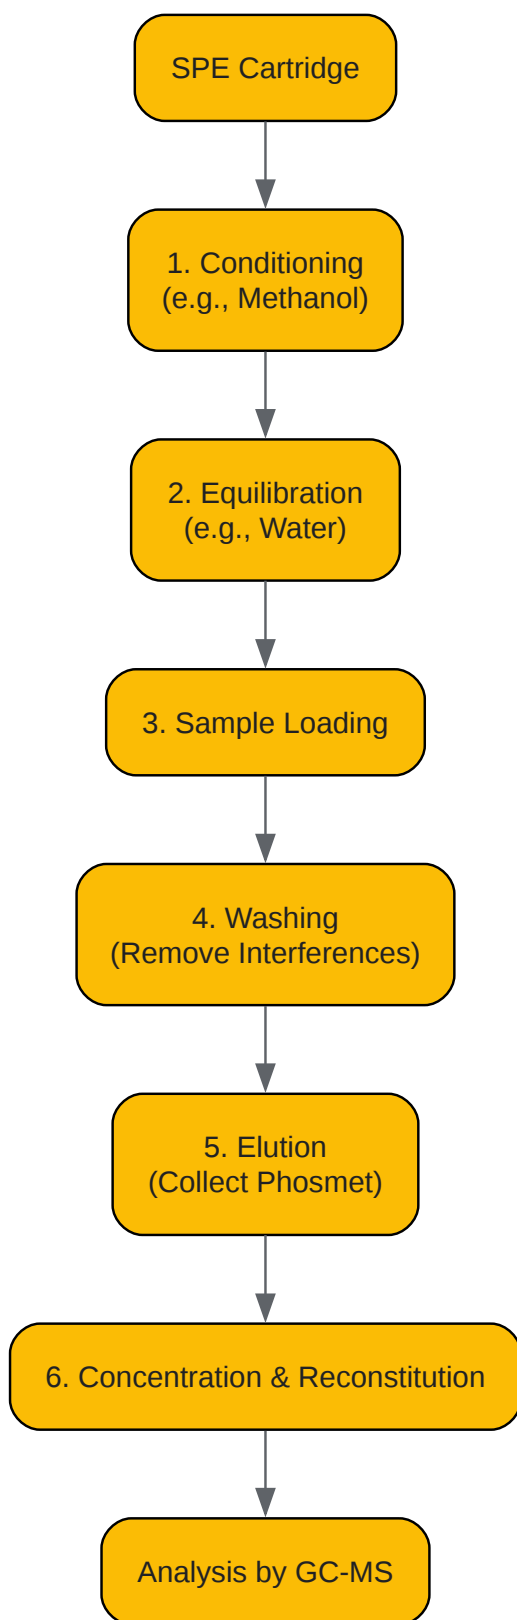 SPE Cartridge
1. Conditioning
(e.g., Methanol)
2. Equilibration
(e.g., Water)
3. Sample Loading
4. Washing
(Remove Interferences)
5. Elution
(Collect Phosmet)
6. Concentration & Reconstitution
Analysis by GC-MS